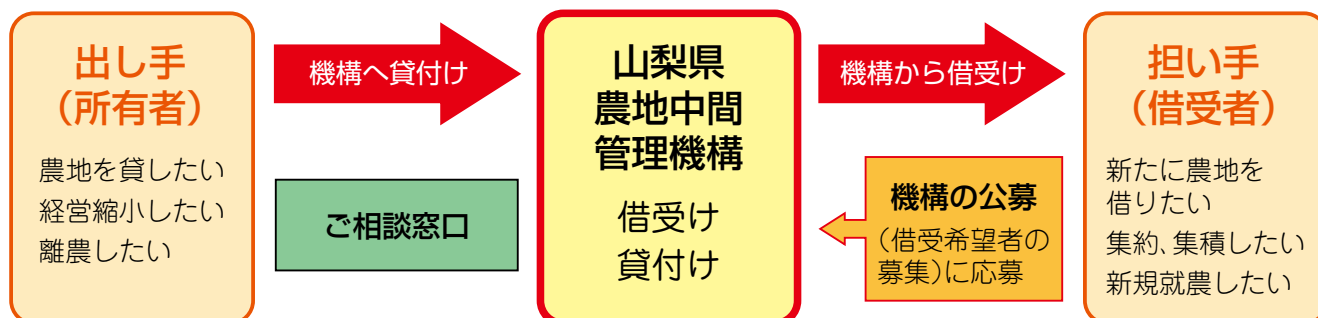 出し手
（所有者）
農地を貸したい
経営縮小したい
離農したい
機構へ貸付け
ご相談窓口
山梨県
農地中間
管理機構
借受け
貸付け
機構から借受け
機構の公募
（借受希望者の
募集）に応募
担い手
（借受者）
新たに農地を
借りたい
集約、集積したい
新規就農したい